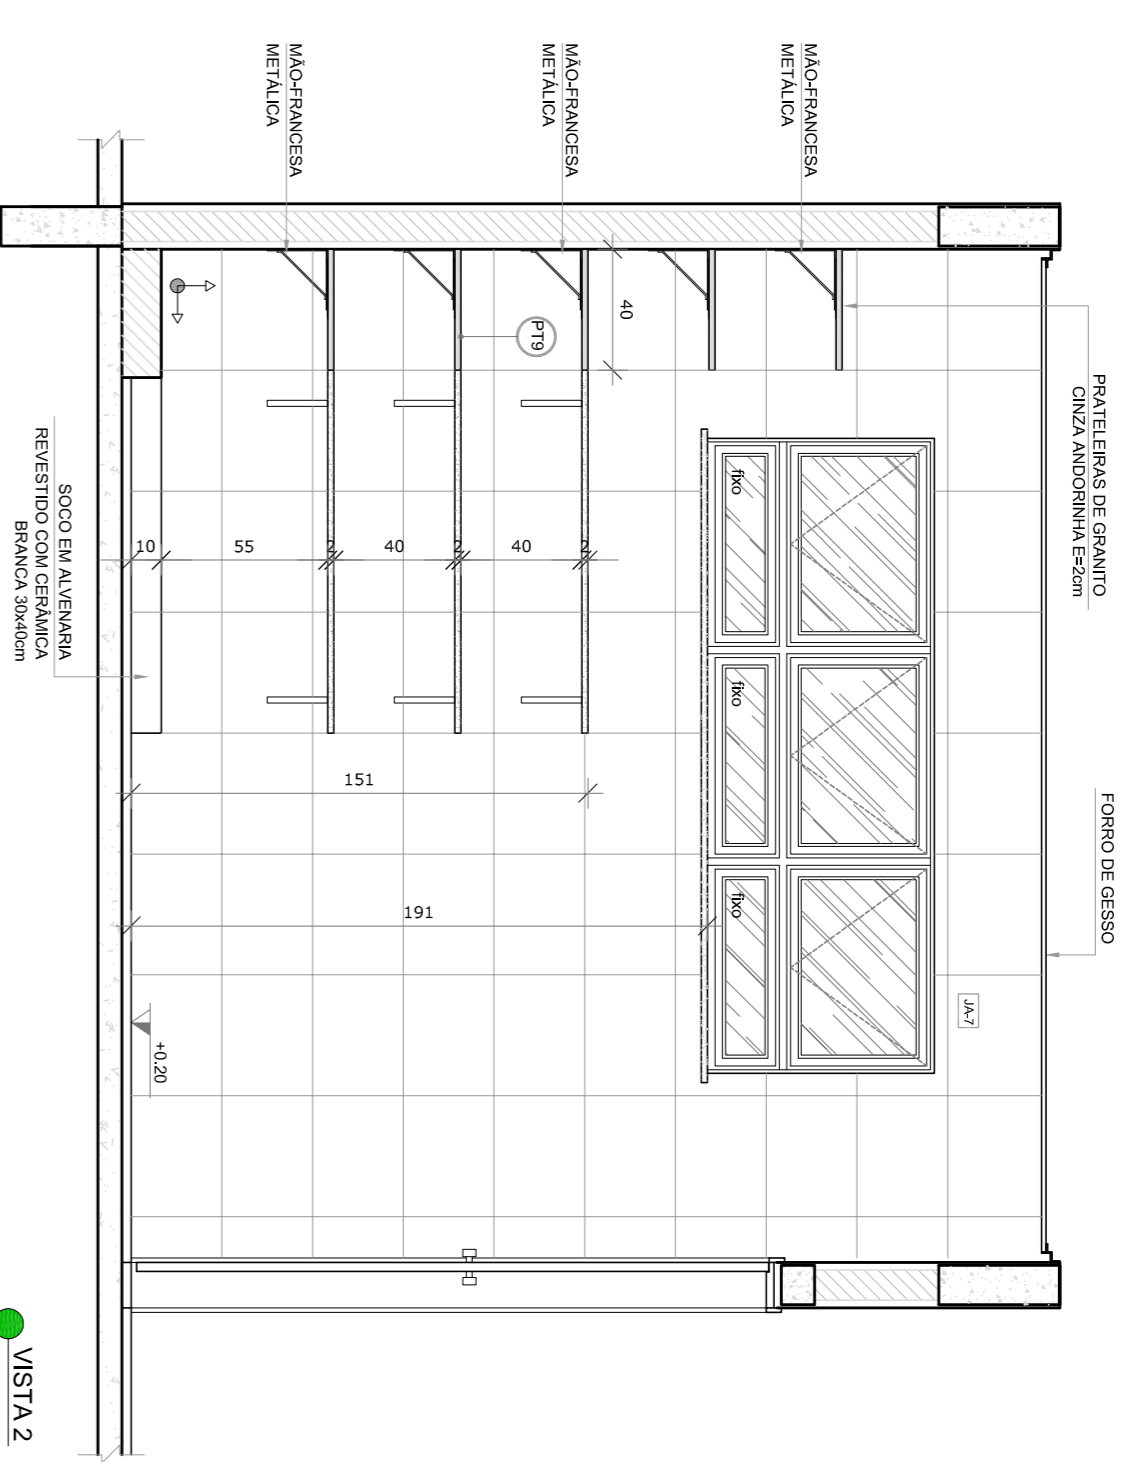 MÃO-FRANCESA
METÁLICA
MÃO-FRANCESA
METÁLICA
MÃO-FRANCESA
METÁLICA
PRATELEIRAS DE GRANITO
CINZA ANDORINHA E=2cm
FORRO DE GESSO
40
PT9
fixo
fixo
fixo
JA-7
10
55
2
40
2
40
2
151
191
+0.20
SOCO EM ALVENARIA
REVESTIDO COM CERÂMICA
BRANCA 30x40cm
VISTA 2